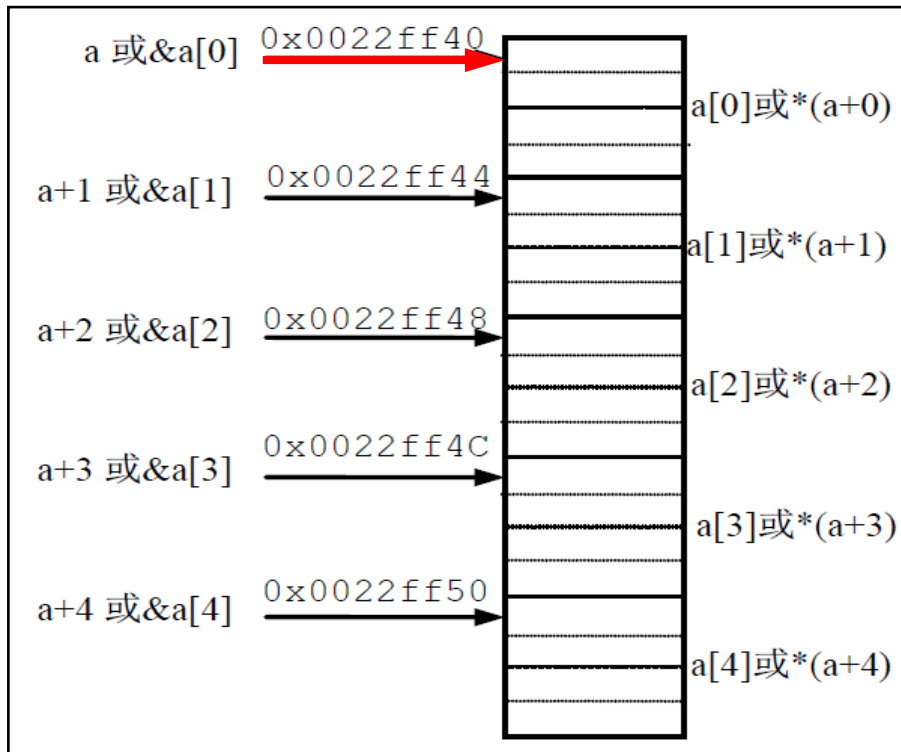 a 或&a[0] 0x0022ff40
a[0]或*(a+0)
a+1 或&a[1] 0x0022ff44
a[1]或*(a+1)
a+2 或&a[2] 0x0022ff48
a[2]或*(a+2)
a+3 或&a[3] 0x0022ff4C
a[3]或*(a+3)
a+4 或&a[4] 0x0022ff50
a[4]或*(a+4)